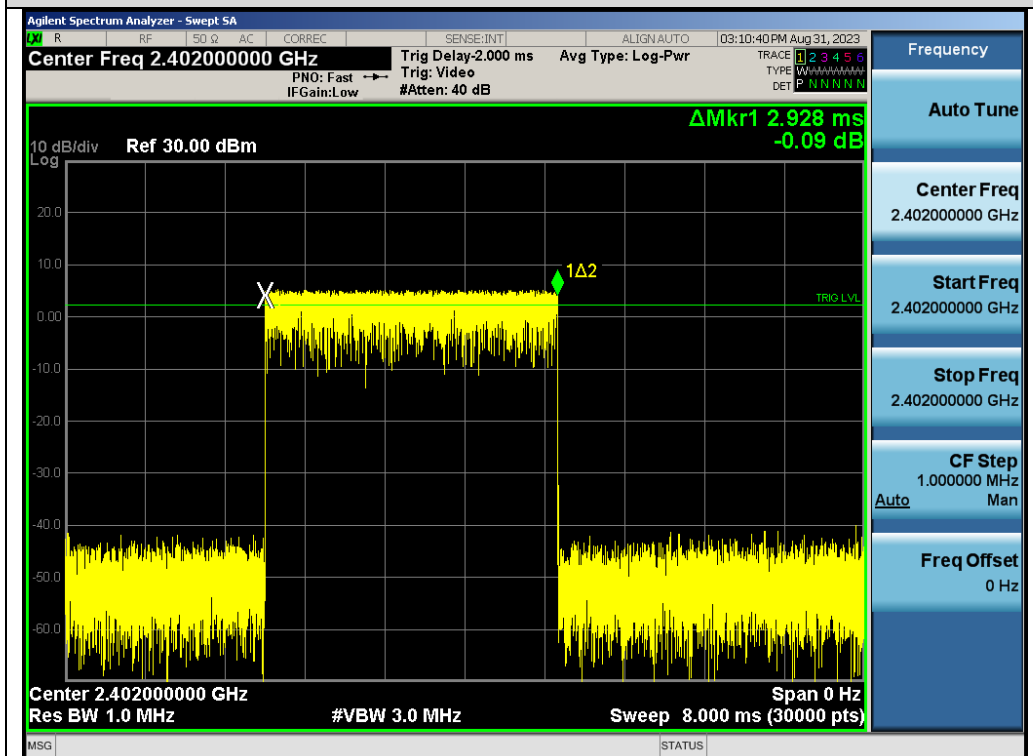 Agilent Spectrum Analyzer - Swept SA
LXI R RF 50 Ω AC CORREC SENSE:INT ALIGN AUTO 03:10:40 PM Aug 31, 2023
Center Freq 2.402000000 GHz
PNO: Fast
IFGain:Low
Trig Delay-2.000 ms
Trig: Video
#Atten: 40 dB
Avg Type: Log-Pwr
TRACE 1 2 3 4 5 6
TYPE W
DET P N N N N N
ΔMkr1 2.928 ms
-0.09 dB
10 dB/div Ref 30.00 dBm
Log
20.0
10.0
0.00
-10.0
-20.0
-30.0
-40.0
-50.0
-60.0
X
1Δ2
TRIG LVL
Center 2.402000000 GHz Span 0 Hz
Res BW 1.0 MHz #VBW 3.0 MHz Sweep 8.000 ms (30000 pts)
MSG STATUS
Frequency
Auto Tune
Center Freq
2.402000000 GHz
Start Freq
2.402000000 GHz
Stop Freq
2.402000000 GHz
CF Step
1.000000 MHz
Auto Man
Freq Offset
0 Hz